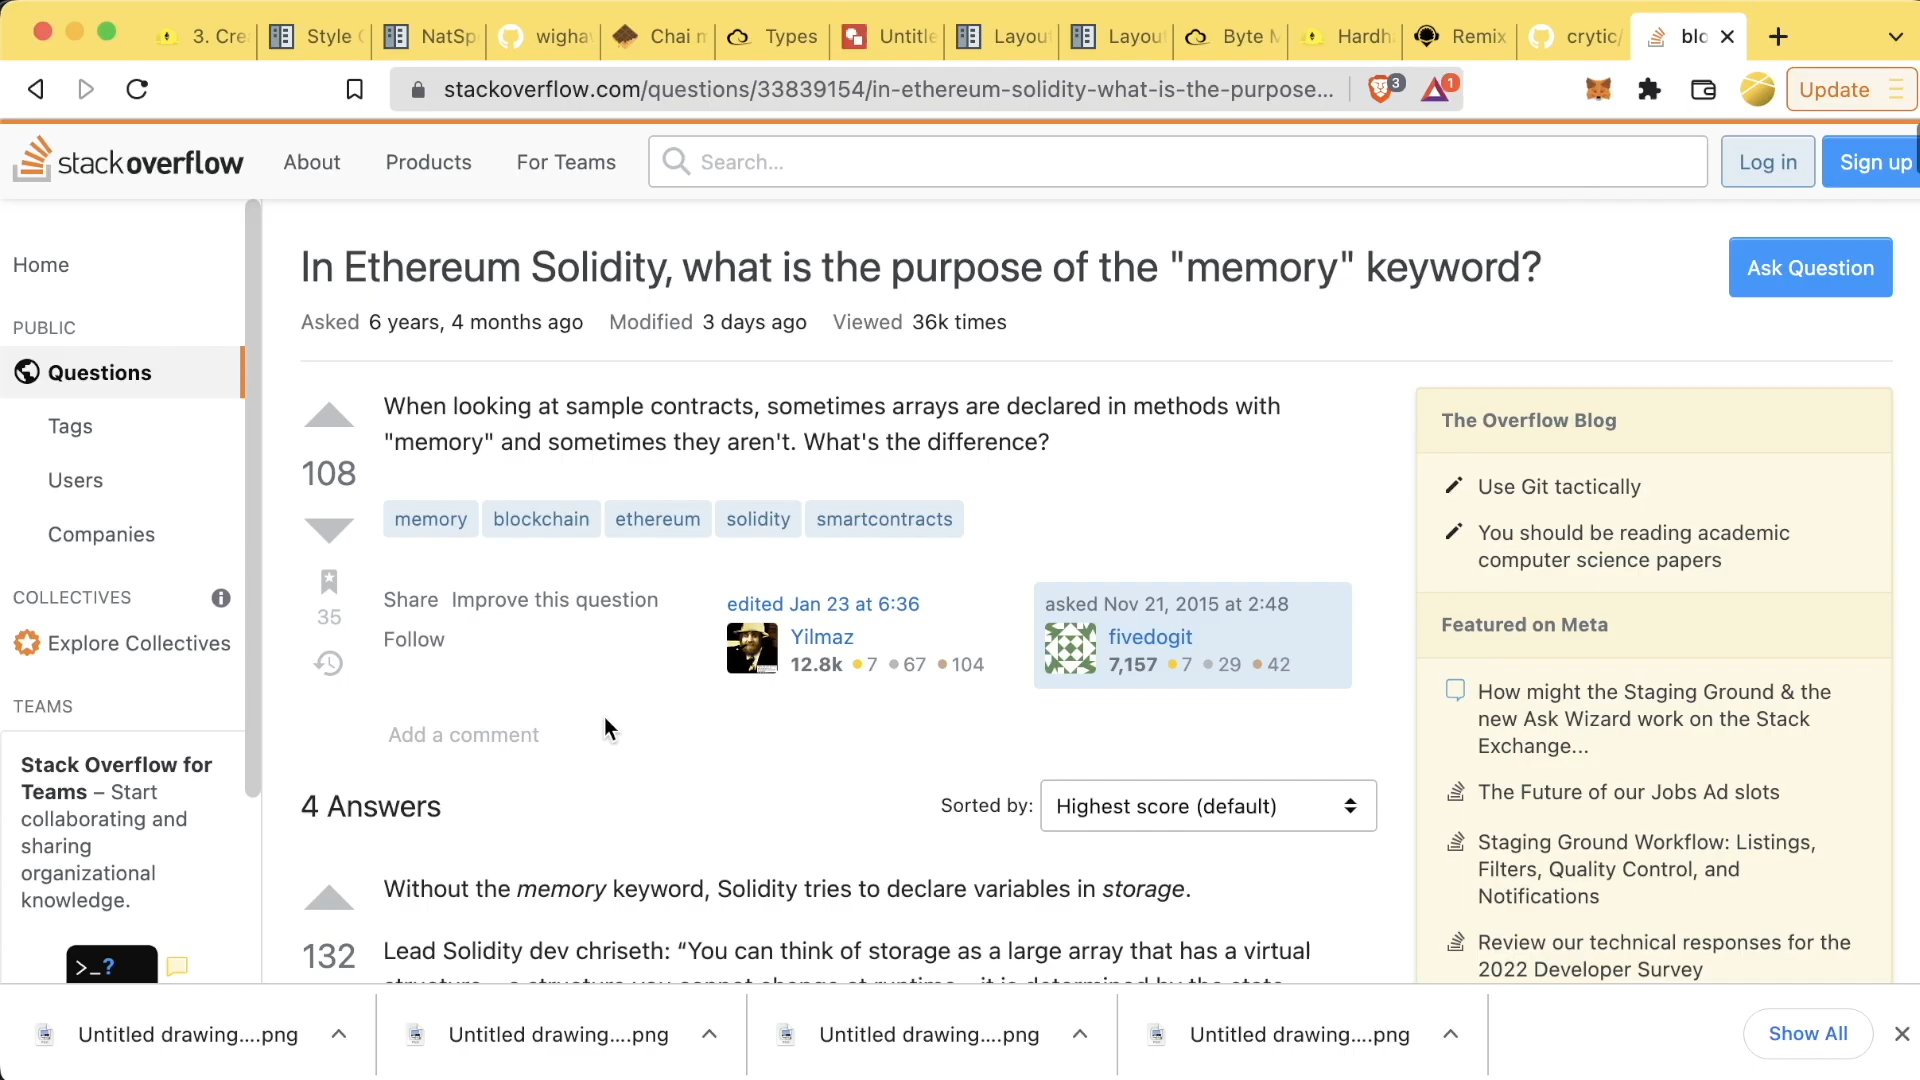 3. Cre
Style
NatSp
wigha
Chai m
Types
Untitle
Layou
Layout
Byte M
Hardh
Remix
crytic/
blo
stackoverflow.com/questions/33839154/in-ethereum-solidity-what-is-the-purpose...
3
1
Update
stackoverflow
About
Products
For Teams
Search...
Log in
Sign up
Home
PUBLIC
Questions
Tags
Users
Companies
COLLECTIVES
Explore Collectives
TEAMS
Stack Overflow for
Teams – Start
collaborating and
sharing
organizational
knowledge.
>_?
In Ethereum Solidity, what is the purpose of the "memory" keyword?
Ask Question
Asked 6 years, 4 months ago Modified 3 days ago Viewed 36k times
108
When looking at sample contracts, sometimes arrays are declared in methods with
"memory" and sometimes they aren't. What's the difference?
memory blockchain ethereum solidity smartcontracts
35
Share Improve this question
Follow
edited Jan 23 at 6:36
Yilmaz
12.8k 7 67 104
asked Nov 21, 2015 at 2:48
fivedogit
7,157 7 29 42
Add a comment
4 Answers
Sorted by: Highest score (default)
132
Without the memory keyword, Solidity tries to declare variables in storage.
Lead Solidity dev chriseth: “You can think of storage as a large array that has a virtual
The Overflow Blog
Use Git tactically
You should be reading academic
computer science papers
Featured on Meta
How might the Staging Ground & the
new Ask Wizard work on the Stack
Exchange...
The Future of our Jobs Ad slots
Staging Ground Workflow: Listings,
Filters, Quality Control, and
Notifications
Review our technical responses for the
2022 Developer Survey
Untitled drawing....png
Untitled drawing....png
Untitled drawing....png
Untitled drawing....png
Show All